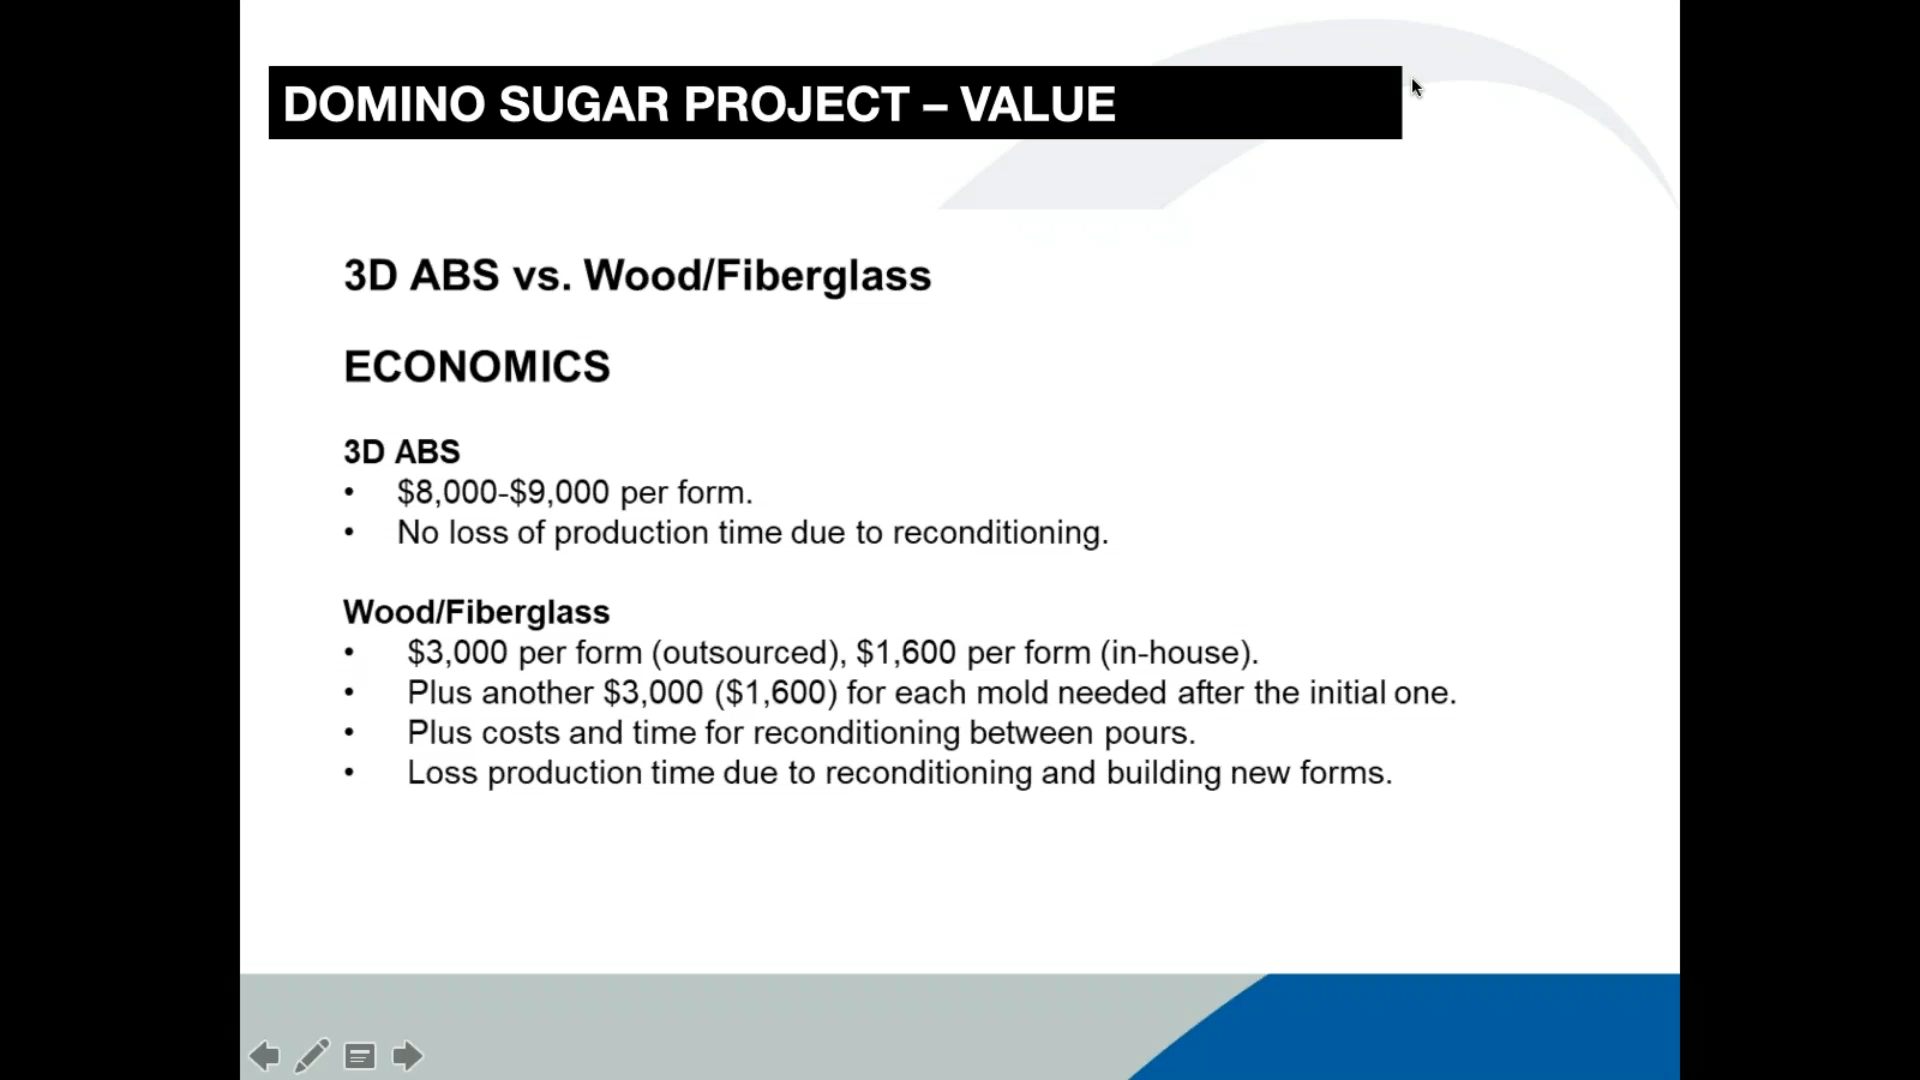 DOMINO SUGAR PROJECT – VALUE
3D ABS vs. Wood/Fiberglass
ECONOMICS
3D ABS
• $8,000-$9,000 per form.
• No loss of production time due to reconditioning.
Wood/Fiberglass
• $3,000 per form (outsourced), $1,600 per form (in-house).
• Plus another $3,000 ($1,600) for each mold needed after the initial one.
• Plus costs and time for reconditioning between pours.
• Loss production time due to reconditioning and building new forms.